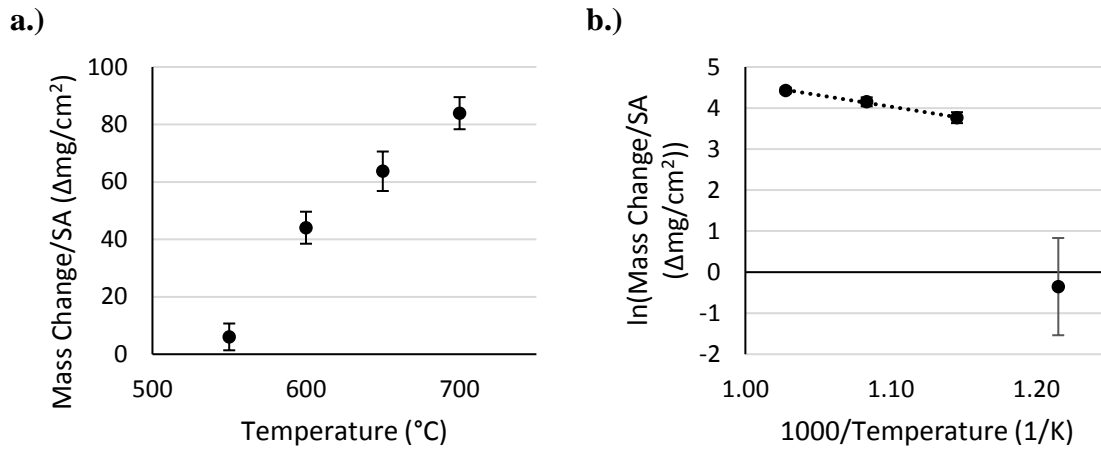 a.)
b.)
Mass Change/SA (Δmg/cm²)
100
80
60
40
20
0
500
600
700
Temperature (°C)
ln(Mass Change/SA
(Δmg/cm²))
5
4
3
2
1
0
-1
-2
1.00
1.10
1.20
1000/Temperature (1/K)